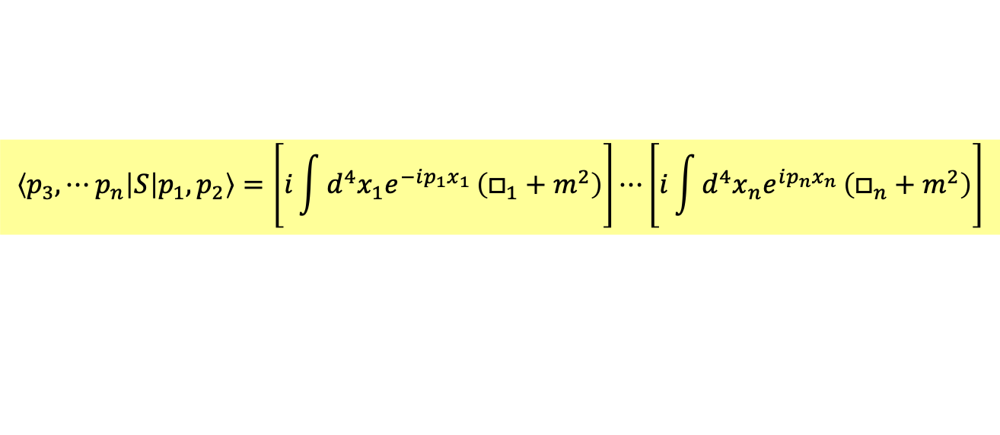 ⟨p₃, ⋯ pₙ|S|p₁, p₂⟩ = [i ∫ d⁴x₁e^{−ip₁x₁} (□₁ + m²)] ⋯ [i ∫ d⁴xₙe^{ipₙxₙ} (□ₙ + m²)]